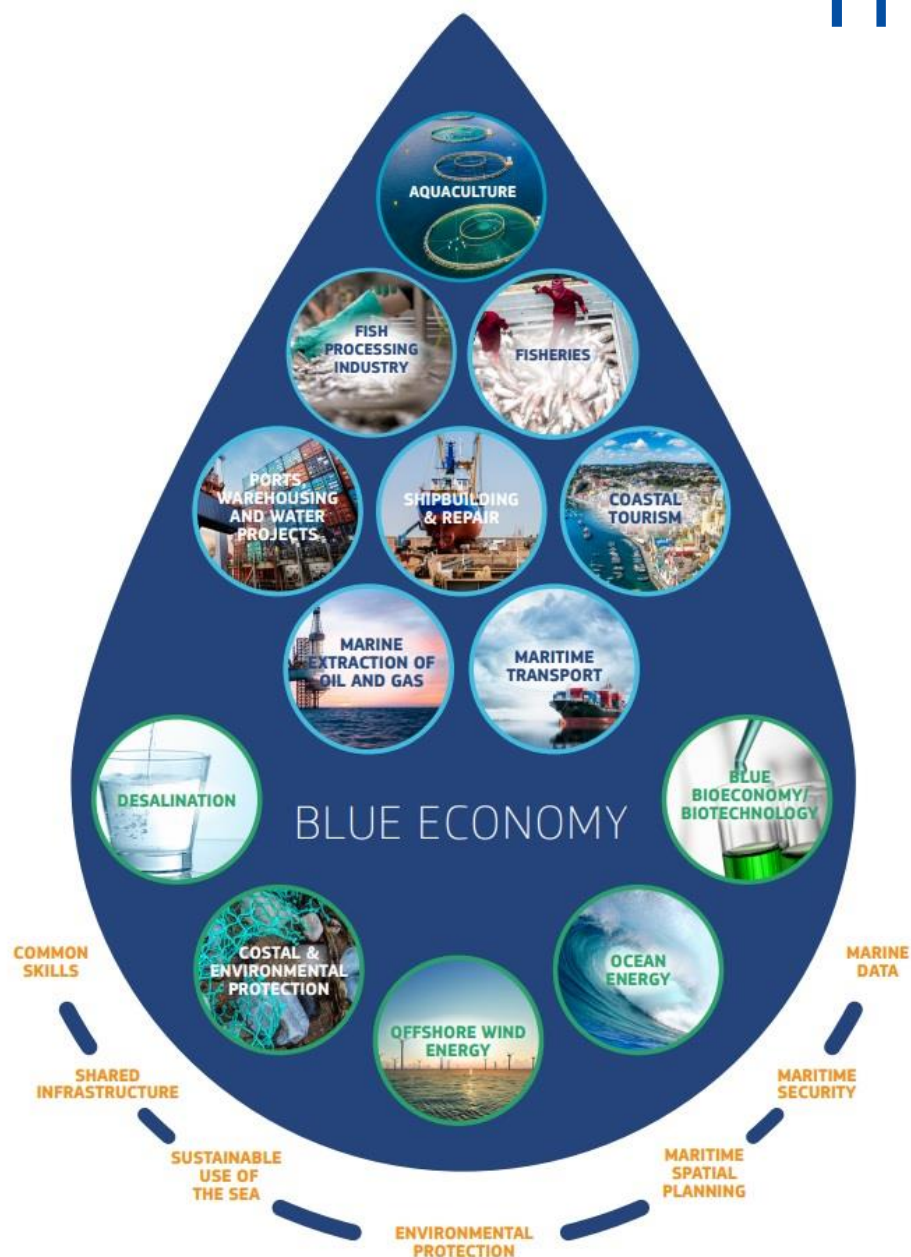 AQUACULTURE
FISH
PROCESSING
INDUSTRY
FISHERIES
PORTS,
WAREHOUSING
AND WATER
PROJECTS
SHIPBUILDING
& REPAIR
COASTAL
TOURISM
MARINE
EXTRACTION OF
OIL AND GAS
MARITIME
TRANSPORT
DESALINATION
BLUE ECONOMY
BLUE
BIOECONOMY/
BIOTECHNOLOGY
COSTAL &
ENVIRONMENTAL
PROTECTION
OFFSHORE WIND
ENERGY
OCEAN
ENERGY
COMMON
SKILLS
SHARED
INFRASTRUCTURE
SUSTAINABLE
USE OF
THE SEA
ENVIRONMENTAL
PROTECTION
MARITIME
SPATIAL
PLANNING
MARITIME
SECURITY
MARINE
DATA